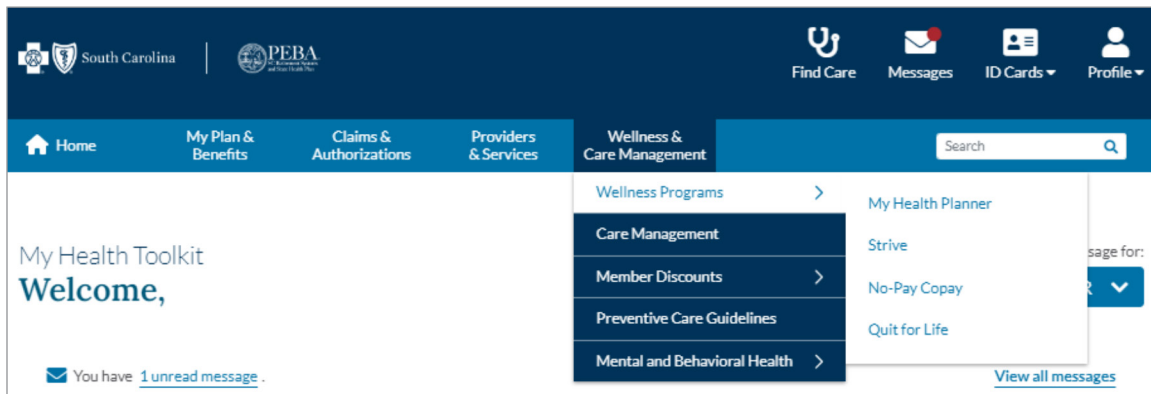 South Carolina
PEBA
Find Care
Messages
ID Cards
Profile
Home
My Plan &
Benefits
Claims &
Authorizations
Providers
& Services
Wellness &
Care Management
Search
Wellness Programs
Care Management
Member Discounts
Preventive Care Guidelines
Mental and Behavioral Health
My Health Planner
Strive
No-Pay Copay
Quit for Life
My Health Toolkit
Welcome,
sage for:
You have 1 unread message .
View all messages